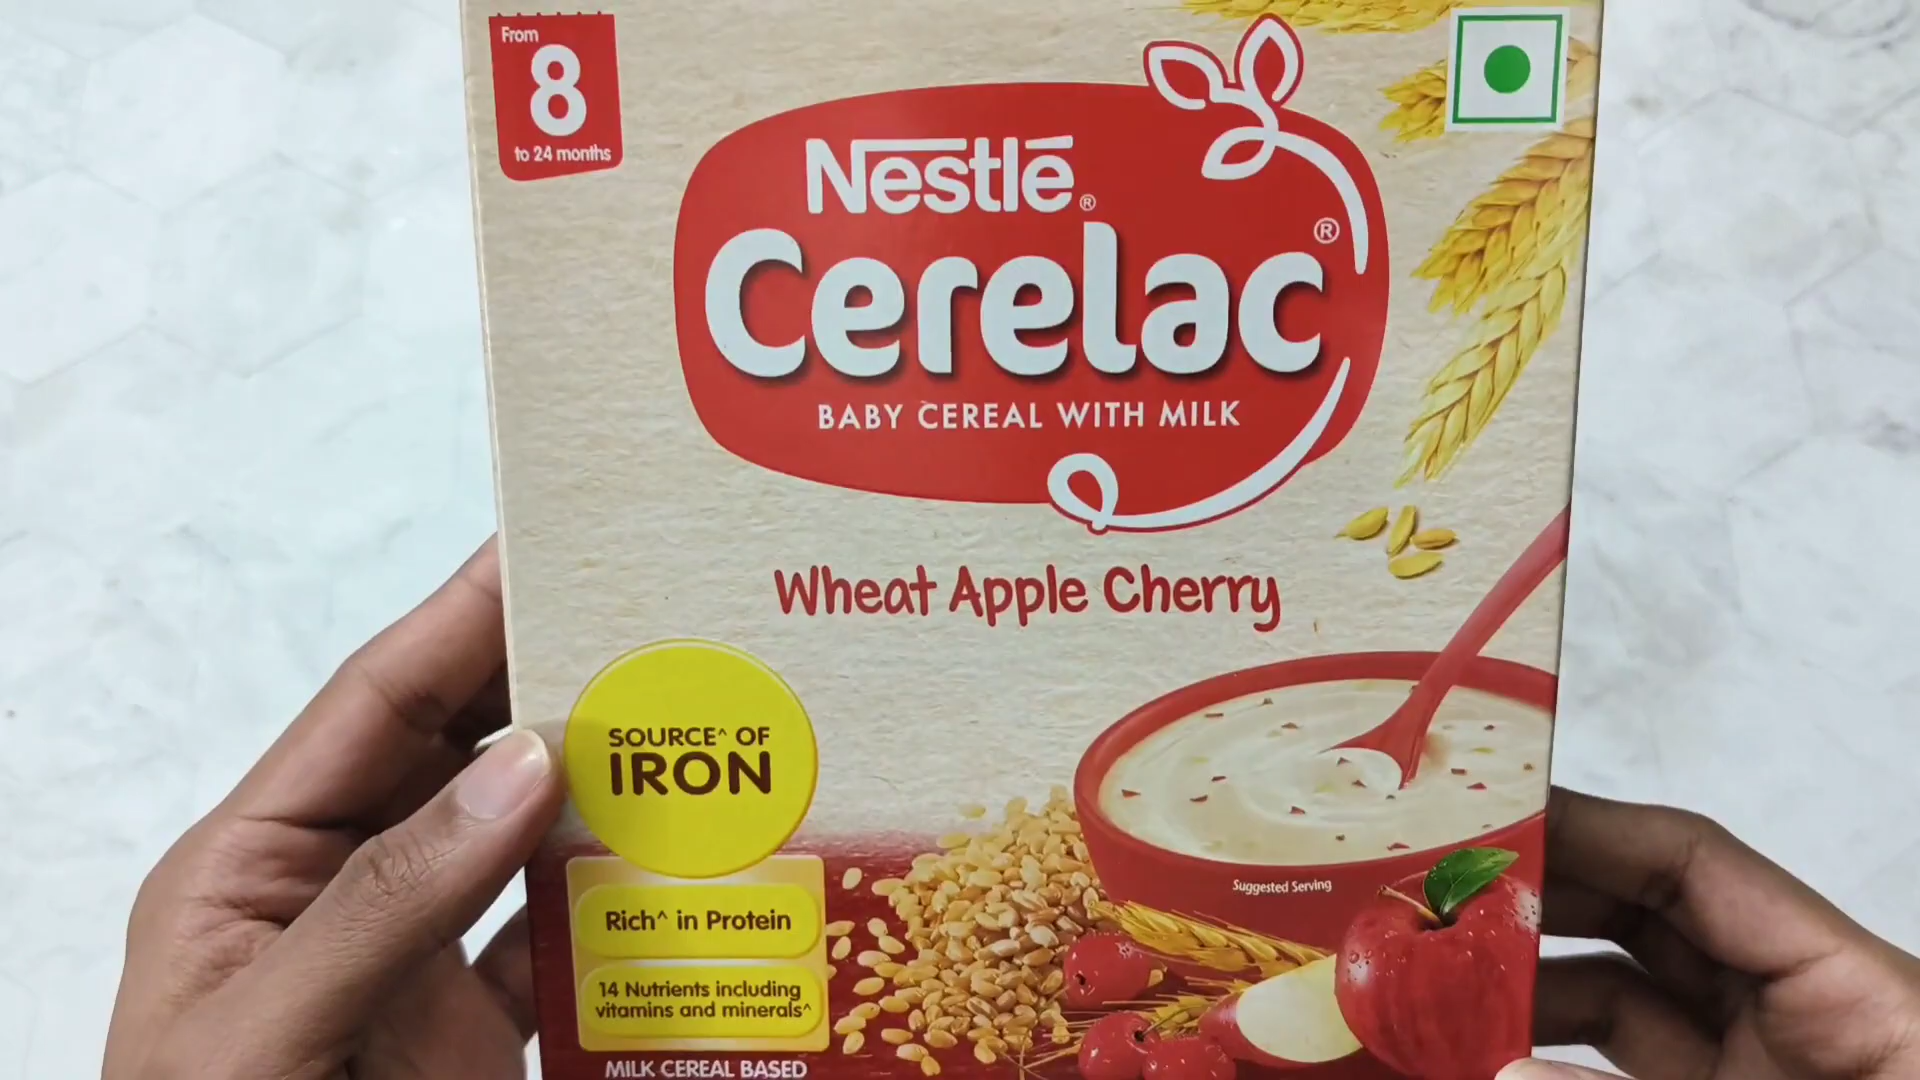 From
8
to 24 months
Nestlé®
Cerelac®
BABY CEREAL WITH MILK
Wheat Apple Cherry
SOURCE^ OF
IRON
Rich^ in Protein
14 Nutrients including
vitamins and minerals^
Suggested Serving
MILK CEREAL BASED